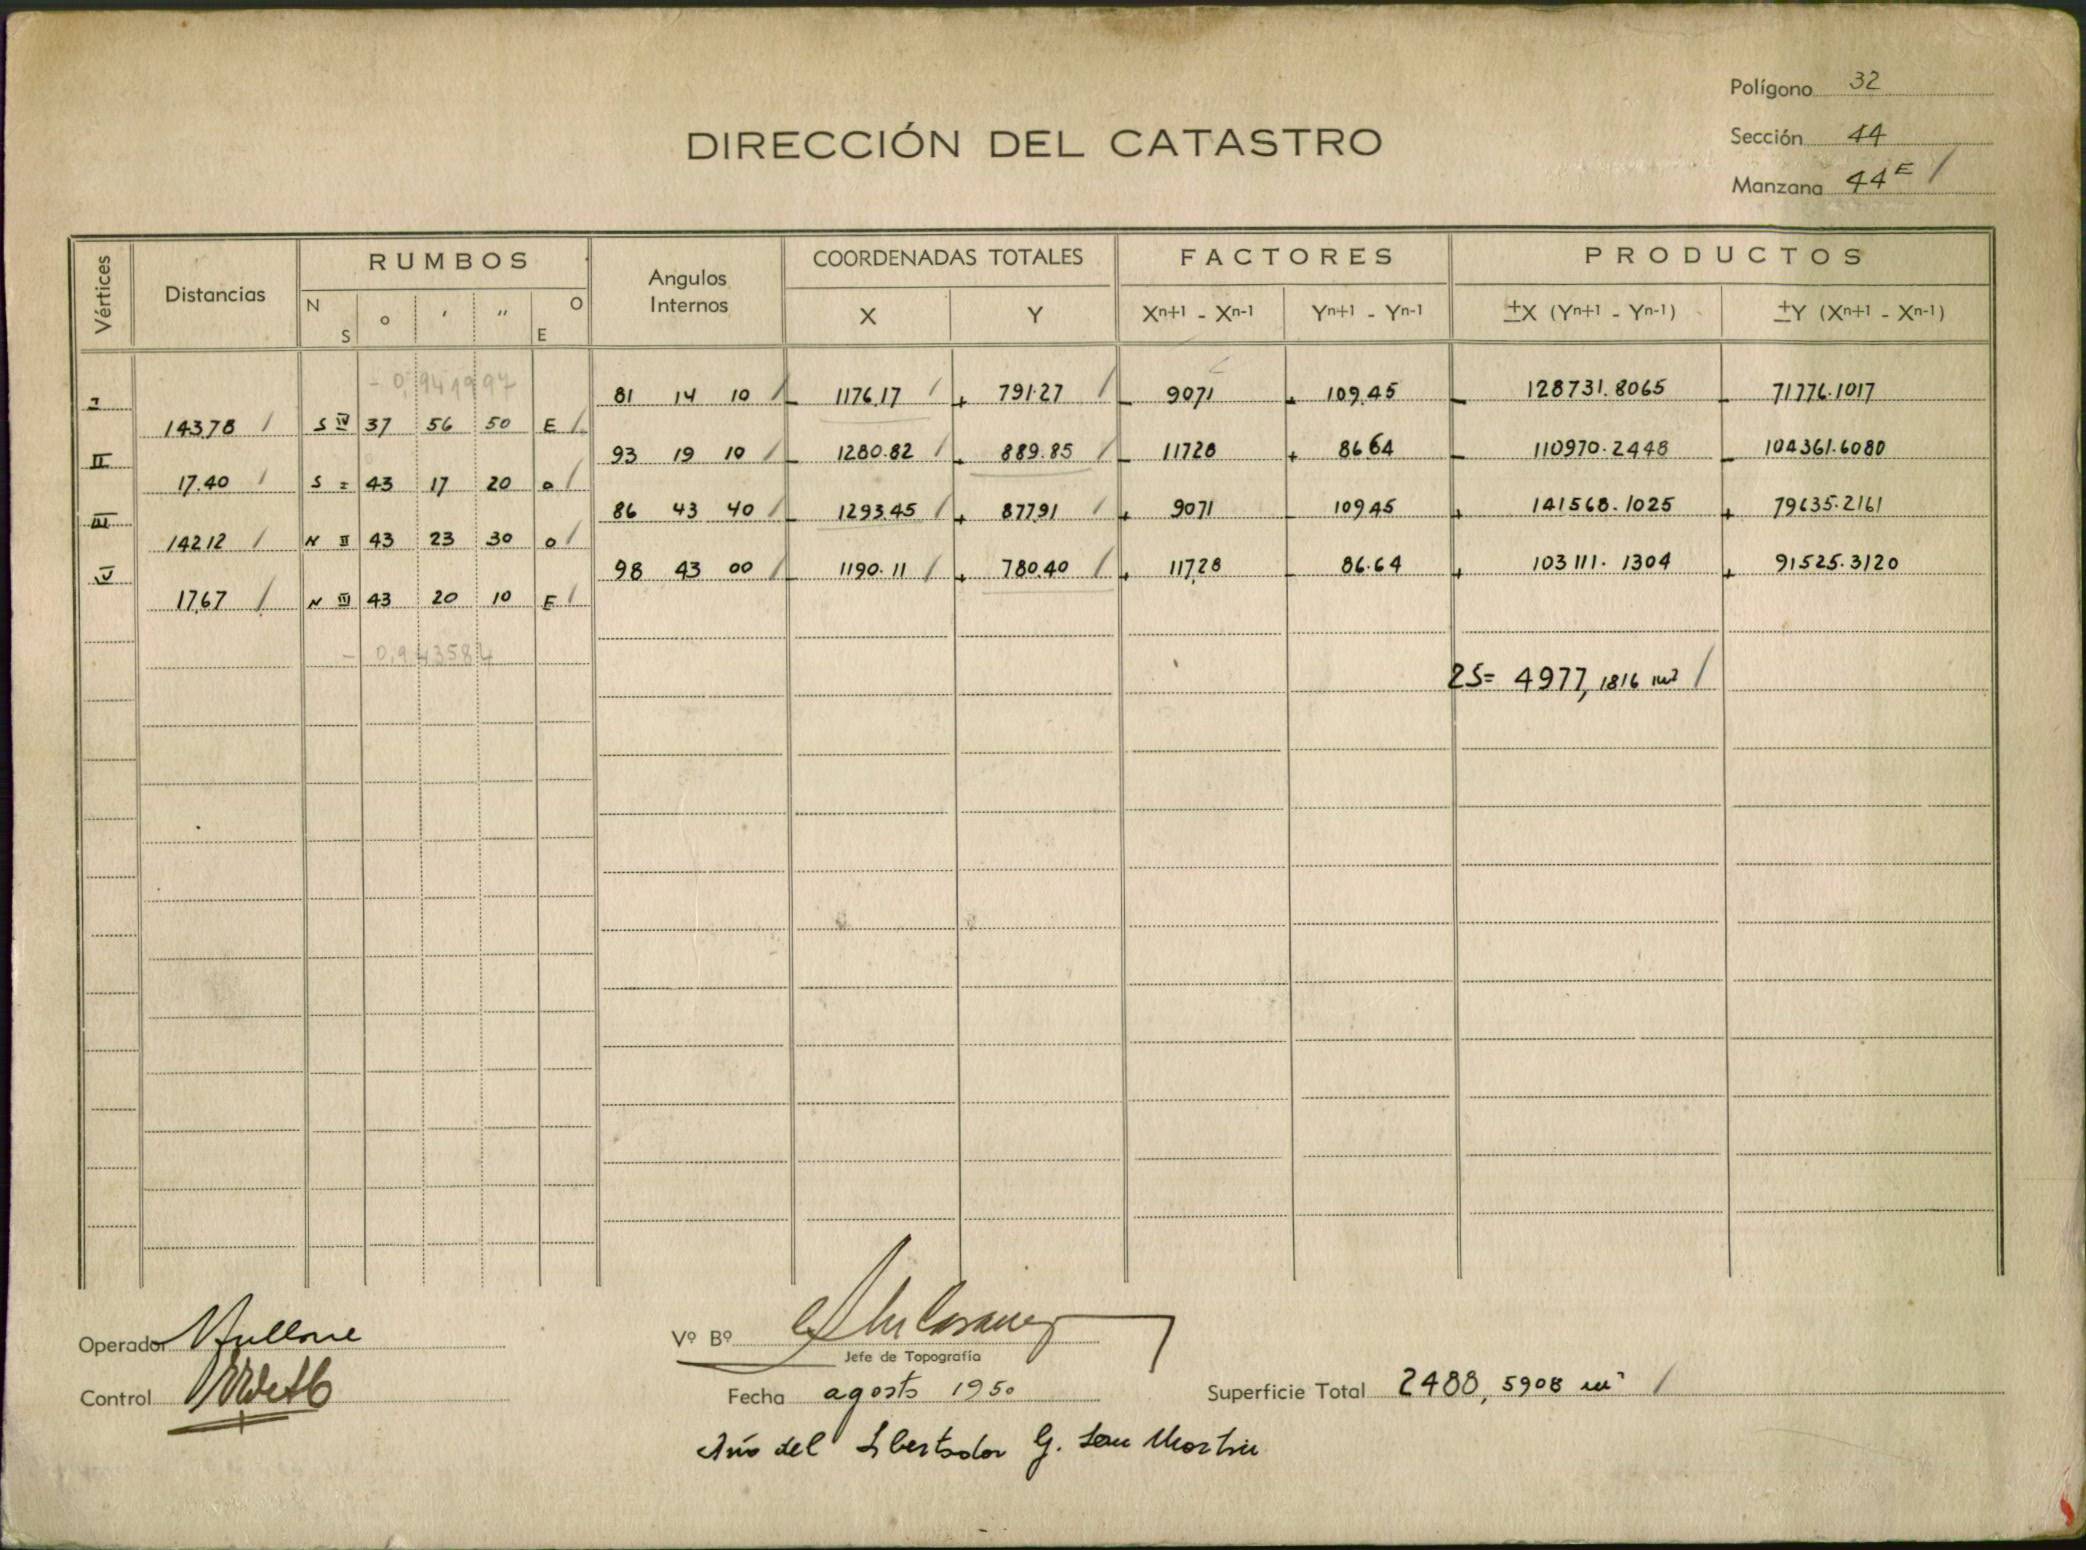 Polígono 32
Sección 44
Manzana 44 E /
DIRECCIÓN DEL CATASTRO
Vértices Distancias RUMBOS Angulos Internos COORDENADAS TOTALES FACTORES PRODUCTOS
N S o ′ ″ O E X Y Xn+1 - Xn-1 Yn+1 - Yn-1 ±X (Yn+1 - Yn-1) ±Y (Xn+1 - Xn-1)
- 0,941997
I 81 14 10 / - 1176.17 / + 791.27 / - 9071 - 109.45 - 128731.8065 - 71776.1017
143,78 / S IV 37 56 50 E /
II 93 19 10 / - 1280.82 / + 889.85 / - 11728 + 86.64 - 110970.2448 - 104361.6080
17.40 / S = 43 17 20 O /
III 86 43 40 / - 1293.45 / + 877.91 / + 9071 - 109.45 + 141568.1025 + 79635.2161
142.12 / N II 43 23 30 O /
IV 98 43 00 / - 1190.11 / + 780.40 / + 117,28 - 86.64 + 103111.1304 + 91525.3120
17,67 / N III 43 20 10 E /
- 0,943584
2S= 4977,1816 m² /
Operador
Control
Vº Bº
Jefe de Topografía
Fecha agosto 1950
Superficie Total 2488,5908 m² /
Año del Libertador G. San Martín